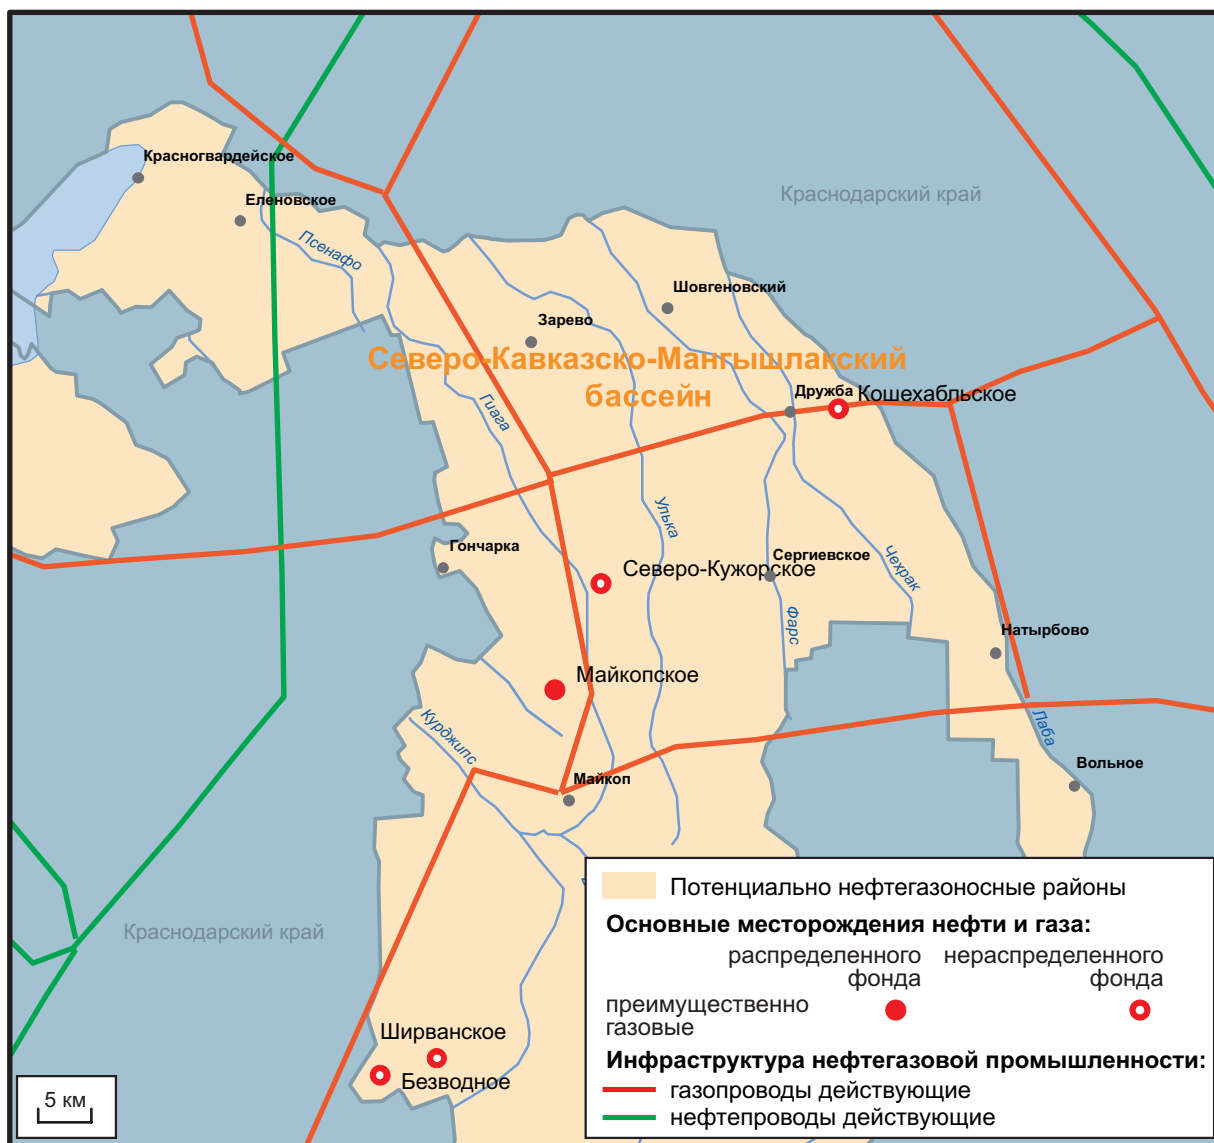 Красногвардейское
Краснодарский край
Еленовское
Псенафо
Шовгеновский
Зарево
Северо-Кавказско-Мангышлакский
бассейн
Дружба
Кошехабльское
Гиага
Улька
Гончарка
Сергиевское
Чехрак
Северо-Кужорское
Фарс
Натырбово
Майкопское
Курджипс
Лаба
Вольное
Майкоп
Краснодарский край
Ширванское
Безводное
5 км
Потенциально нефтегазоносные районы
Основные месторождения нефти и газа:
распределенного нераспределенного
фонда фонда
преимущественно
газовые
Инфраструктура нефтегазовой промышленности:
газопроводы действующие
нефтепроводы действующие